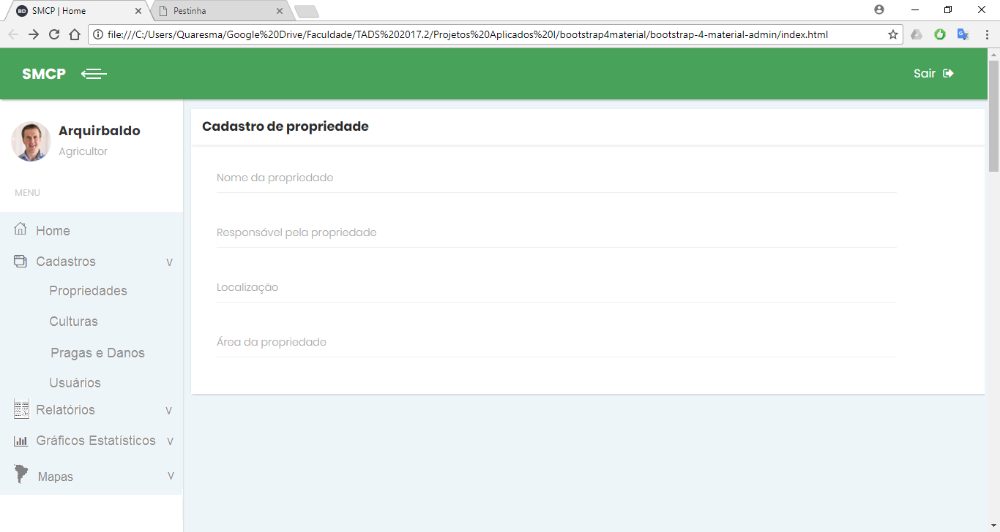 BD SMCP | Home
Pestinha
file:///C:/Users/Quaresma/Google%20Drive/Faculdade/TADS%202017.2/Projetos%20Aplicados%20I/bootstrap4material/bootstrap-4-material-admin/index.html
SMCP
Sair
Arquirbaldo
Agricultor
MENU
Home
Cadastros v
Propriedades
Culturas
Pragas e Danos
Usuários
Relatórios v
Gráficos Estatísticos v
Mapas v
Cadastro de propriedade
Nome da propriedade
Responsável pela propriedade
Localização
Área da propriedade